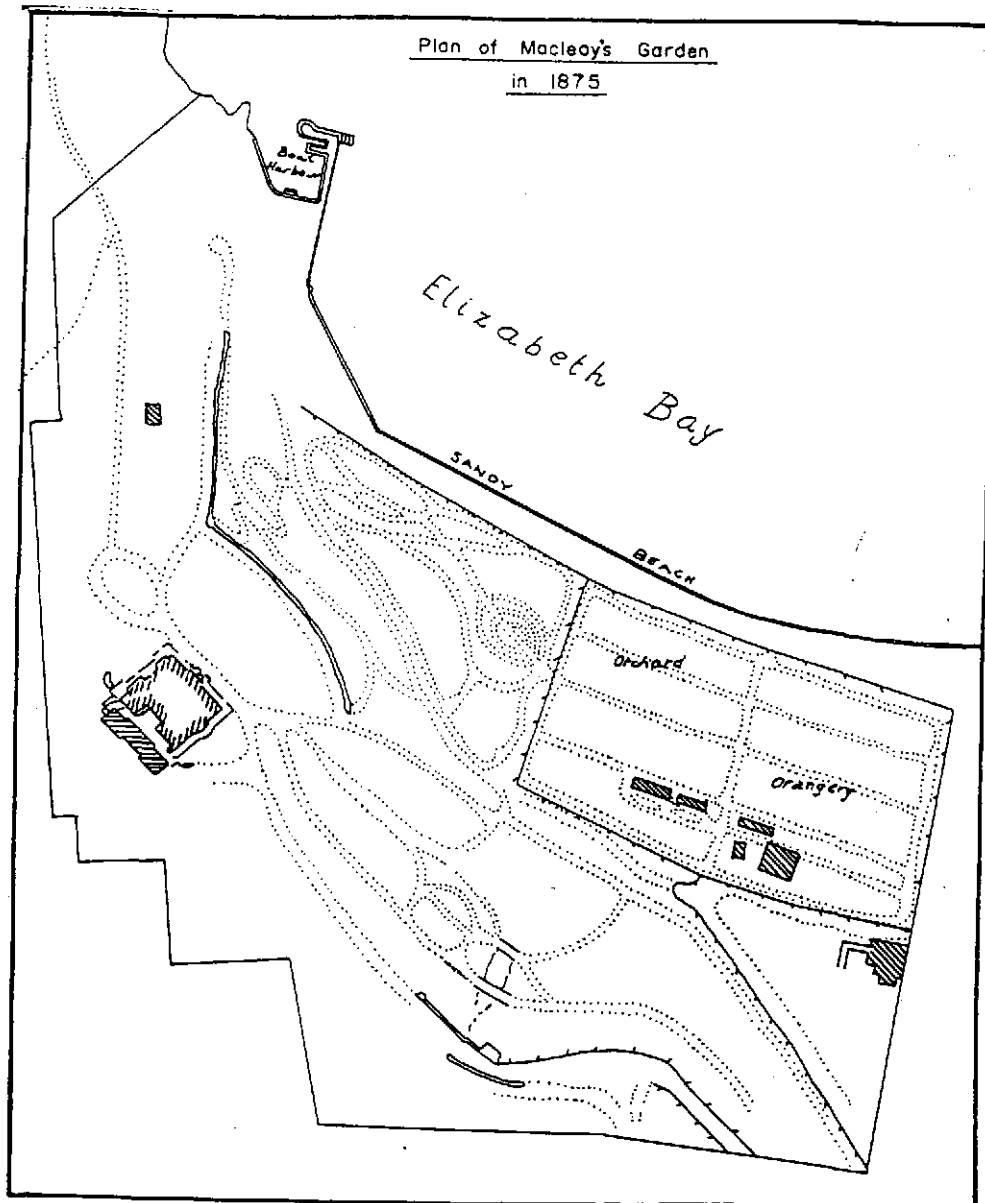 Plan of Macleay's Garden
in 1875
Boat
Harbour
Elizabeth Bay
SANDY BEACH
Orchard
Orangery